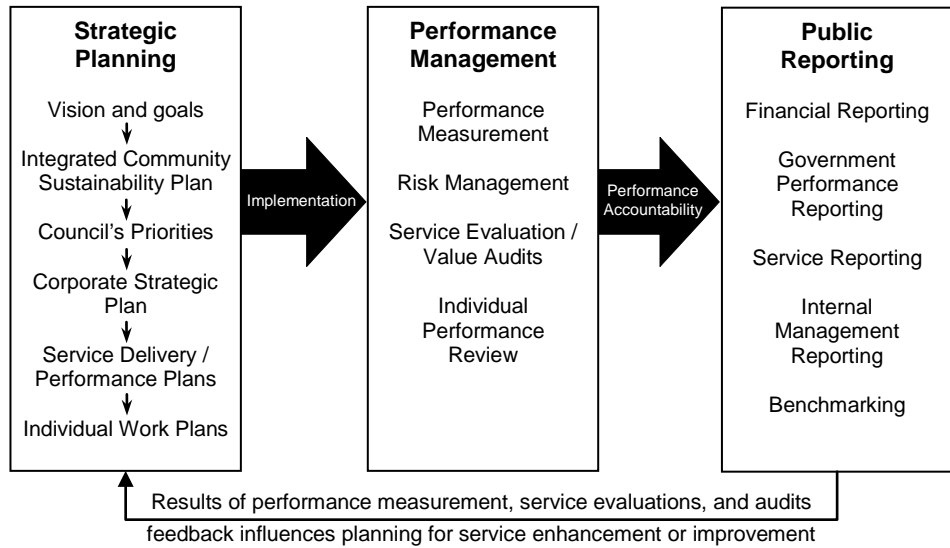 Strategic
Planning
Vision and goals
Integrated Community
Sustainability Plan
Council's Priorities
Corporate Strategic
Plan
Service Delivery /
Performance Plans
Individual Work Plans
Implementation
Performance
Management
Performance
Measurement
Risk Management
Service Evaluation /
Value Audits
Individual
Performance
Review
Performance
Accountability
Public
Reporting
Financial Reporting
Government
Performance
Reporting
Service Reporting
Internal
Management
Reporting
Benchmarking
Results of performance measurement, service evaluations, and audits
feedback influences planning for service enhancement or improvement